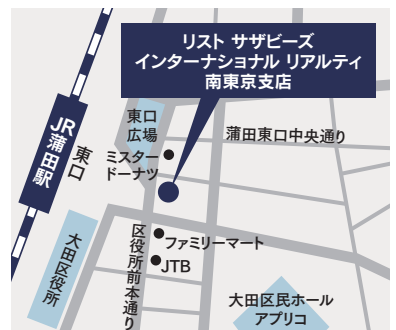 リスト サザビーズ
インターナショナル リアルティ
南東京支店
東口
広場
蒲田東口中央通り
JR蒲田駅
東口
ミスター
ドーナツ
ファミリーマート
JTB
区役所前本通り
大田区役所
大田区民ホール
アプリコ